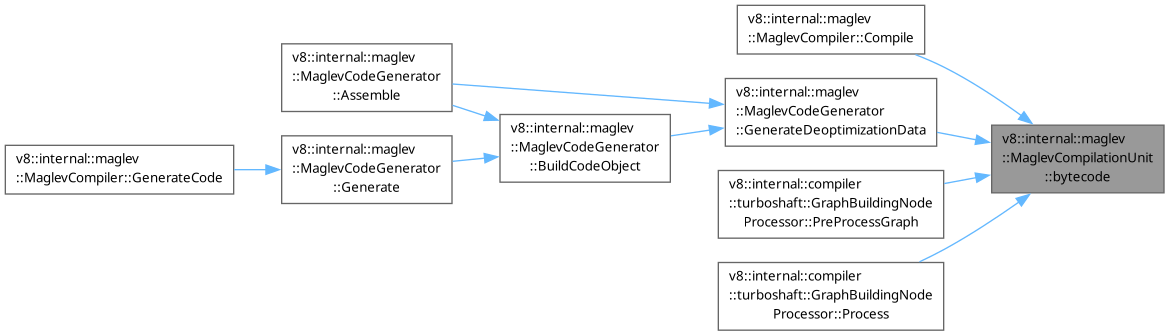 v8::internal::maglev
::MaglevCompiler::GenerateCode
v8::internal::maglev
::MaglevCodeGenerator
::Assemble
v8::internal::maglev
::MaglevCodeGenerator
::Generate
v8::internal::maglev
::MaglevCodeGenerator
::BuildCodeObject
v8::internal::maglev
::MaglevCompiler::Compile
v8::internal::maglev
::MaglevCodeGenerator
::GenerateDeoptimizationData
v8::internal::compiler
::turboshaft::GraphBuildingNode
Processor::PreProcessGraph
v8::internal::compiler
::turboshaft::GraphBuildingNode
Processor::Process
v8::internal::maglev
::MaglevCompilationUnit
::bytecode